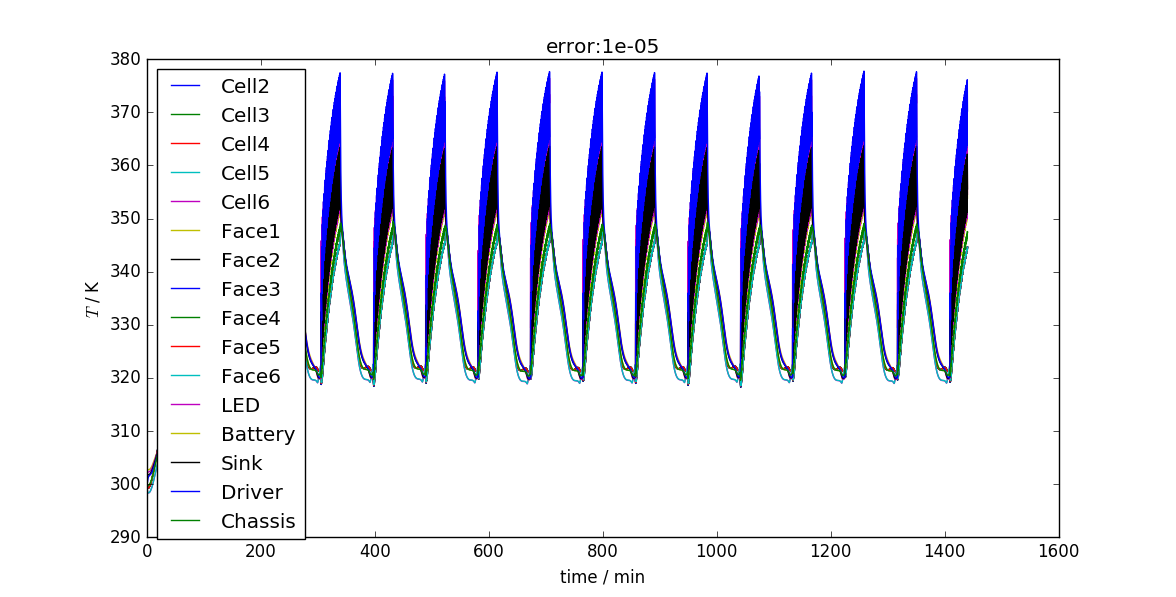 error:1e-05
380
370
360
350
340
330
320
310
300
290
T / K
Cell2
Cell3
Cell4
Cell5
Cell6
Face1
Face2
Face3
Face4
Face5
Face6
LED
Battery
Sink
Driver
Chassis
0 200 400 600 800 1000 1200 1400 1600
time / min